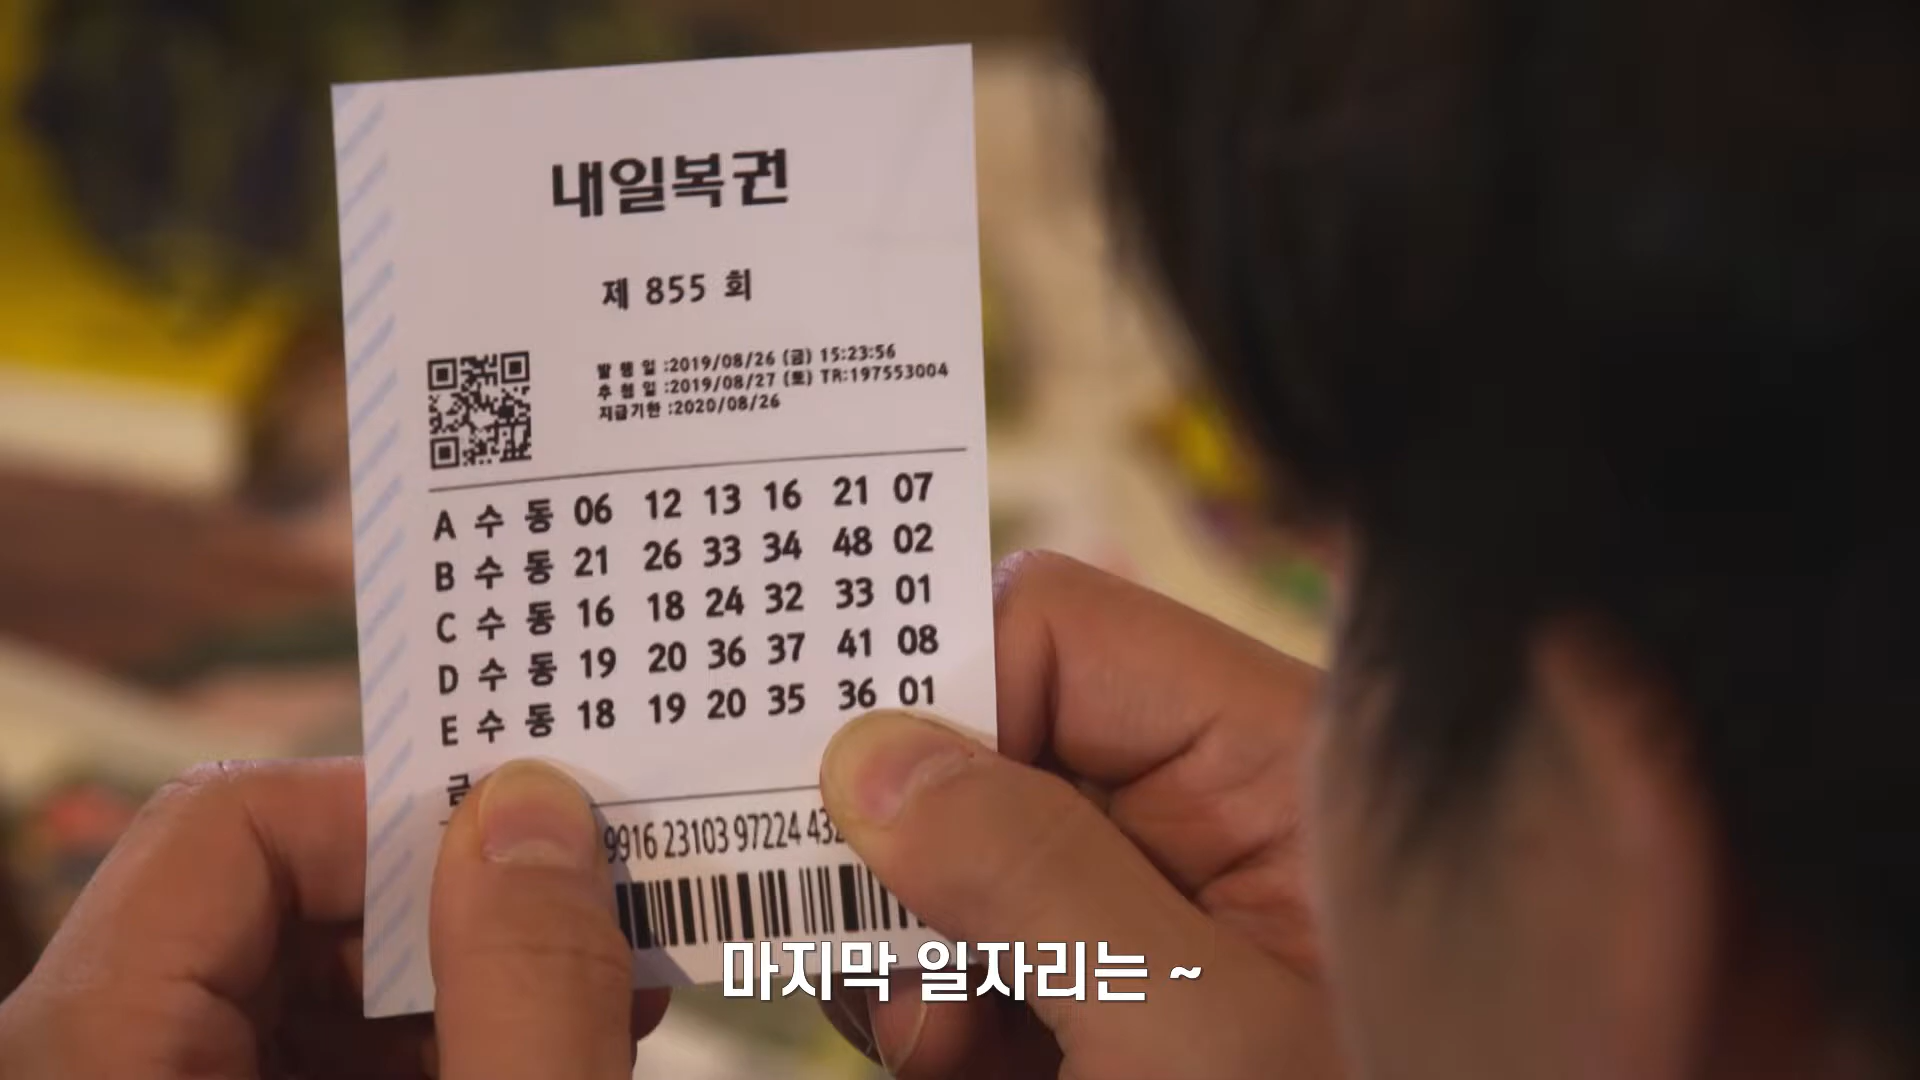 내일복권
제 855 회
발 행 일 :2019/08/26 (금) 15:23:56
추 첨 일 :2019/08/27 (토) TR:197553004
지급기한 :2020/08/26
A 수 동 06 12 13 16 21 07
B 수 동 21 26 33 34 48 02
C 수 동 16 18 24 32 33 01
D 수 동 19 20 36 37 41 08
E 수 동 18 19 20 35 36 01
금
9916 23103 97224 432
마지막 일자리는 ~